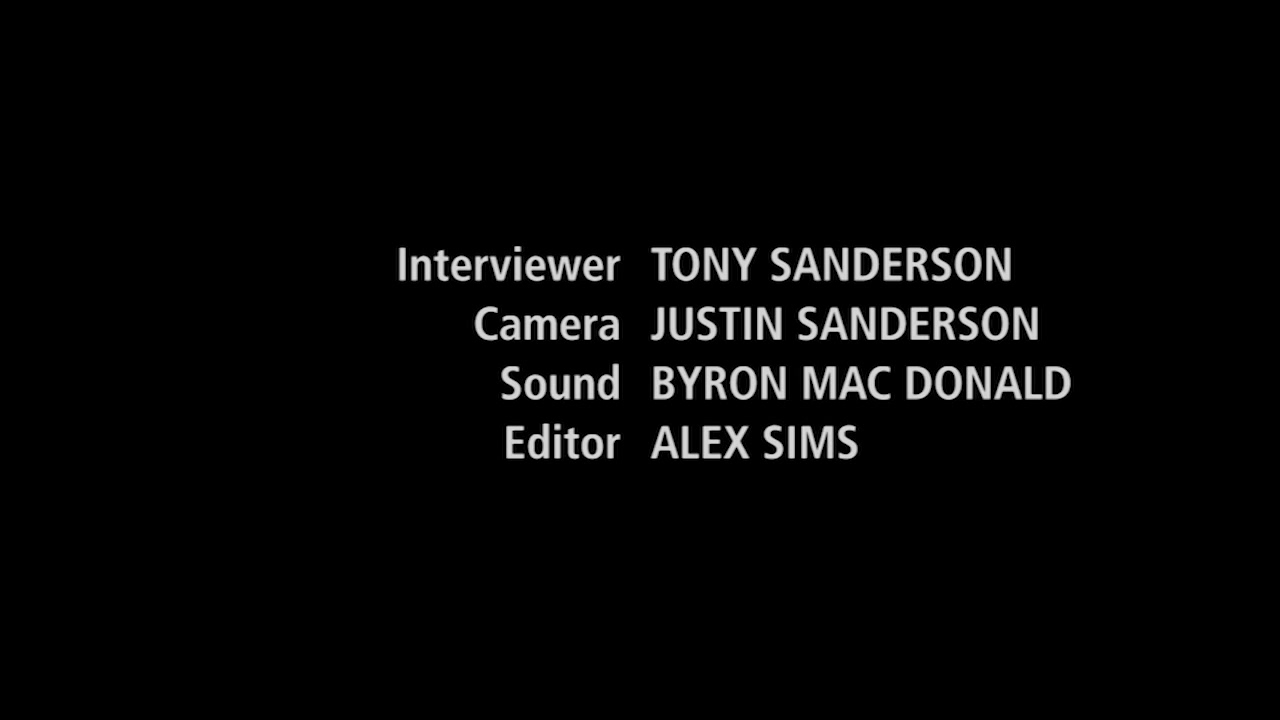 Interviewer TONY SANDERSON
Camera JUSTIN SANDERSON
Sound BYRON MAC DONALD
Editor ALEX SIMS